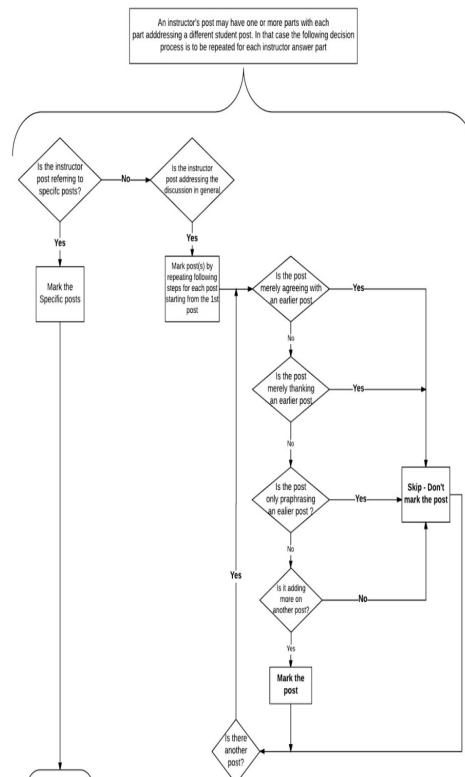 An instructor's post may have one or more parts with each
part adddressing a different student post. In that case the following decision
process is to be repeated for each instructor answer part
Is the instructor
post referring to
specifc posts?
No
Is the instructor
post addressing the
discussion in general
Yes
Yes
Mark the
Specific posts
Mark post(s) by
repeating following
steps for each post
starting from the 1st
post
Is the post
merely agreeing with
an earlier post
Yes
No
Is the post
merely thanking
an earlier post
Yes
No
Is the post
only praphrasing
an ealier post ?
Yes
Skip - Don't
mark the post
No
Is it adding
more on
another post?
No
Yes
Yes
Mark the
post
Is there
another
post?